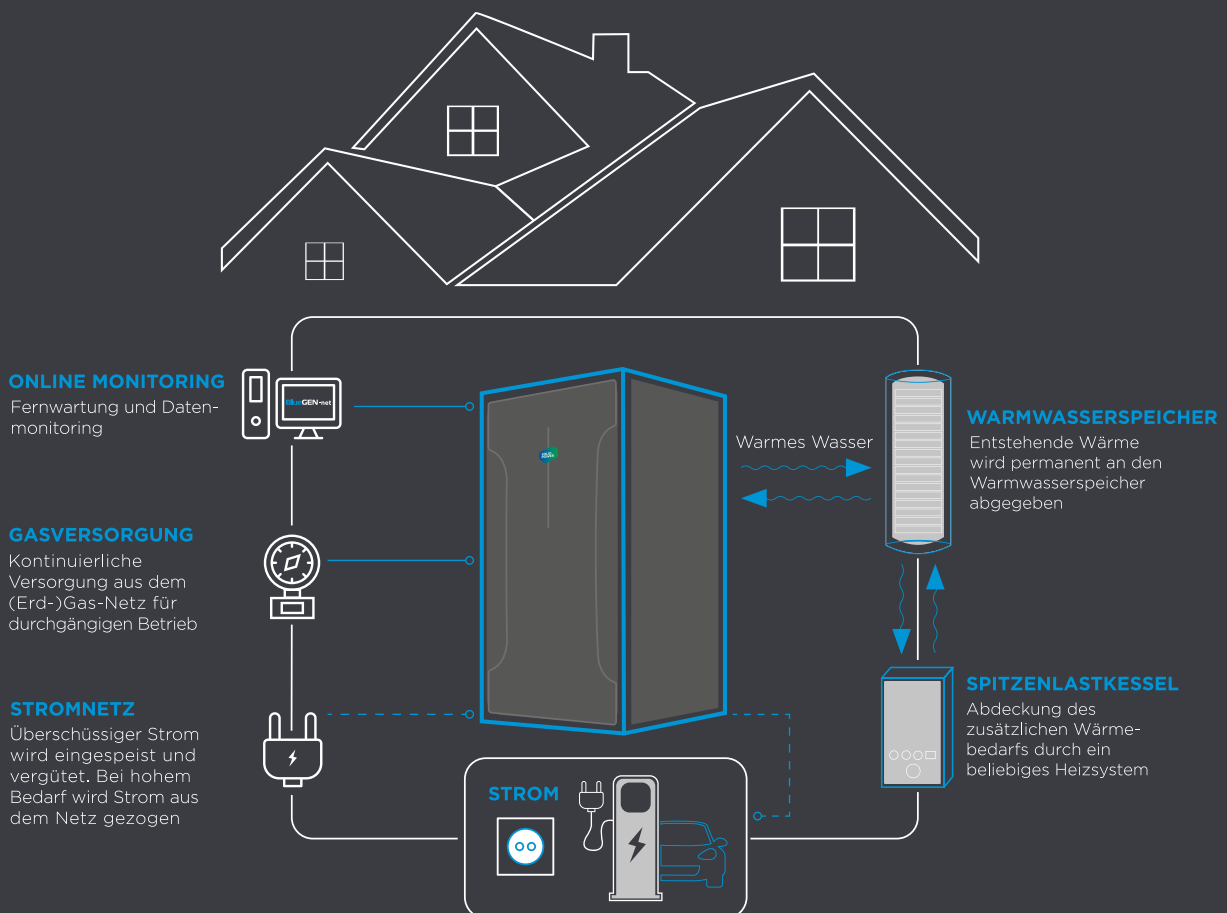 ONLINE MONITORING
Fernwartung und Daten-
monitoring
BlueGEN-net
GASVERSORGUNG
Kontinuierliche
Versorgung aus dem
(Erd-)Gas-Netz für
durchgängigen Betrieb
STROMNETZ
Überschüssiger Strom
wird eingespeist und
vergütet. Bei hohem
Bedarf wird Strom aus
dem Netz gezogen
Warmes Wasser
STROM
WARMWASSERSPEICHER
Entstehende Wärme
wird permanent an den
Warmwasserspeicher
abgegeben
SPITZENLASTKESSEL
Abdeckung des
zusätzlichen Wärme-
bedarfs durch ein
beliebiges Heizsystem